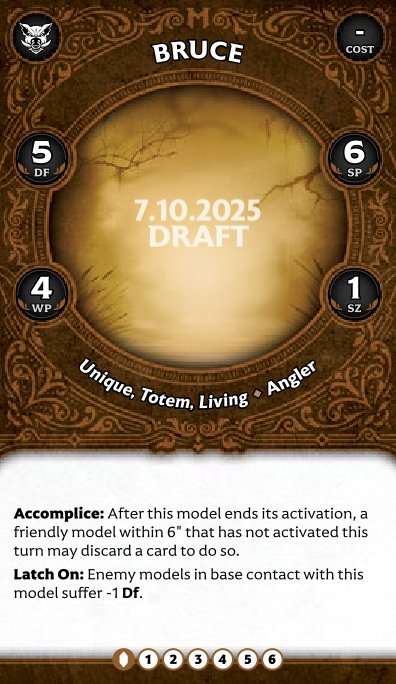 BRUCE
-
COST
5
DF
6
SP
7.10.2025
DRAFT
4
WP
1
SZ
Unique, Totem, Living ♦ Angler
Accomplice: After this model ends its activation, a
friendly model within 6" that has not activated this
turn may discard a card to do so.
Latch On: Enemy models in base contact with this
model suffer -1 Df.
1 2 3 4 5 6